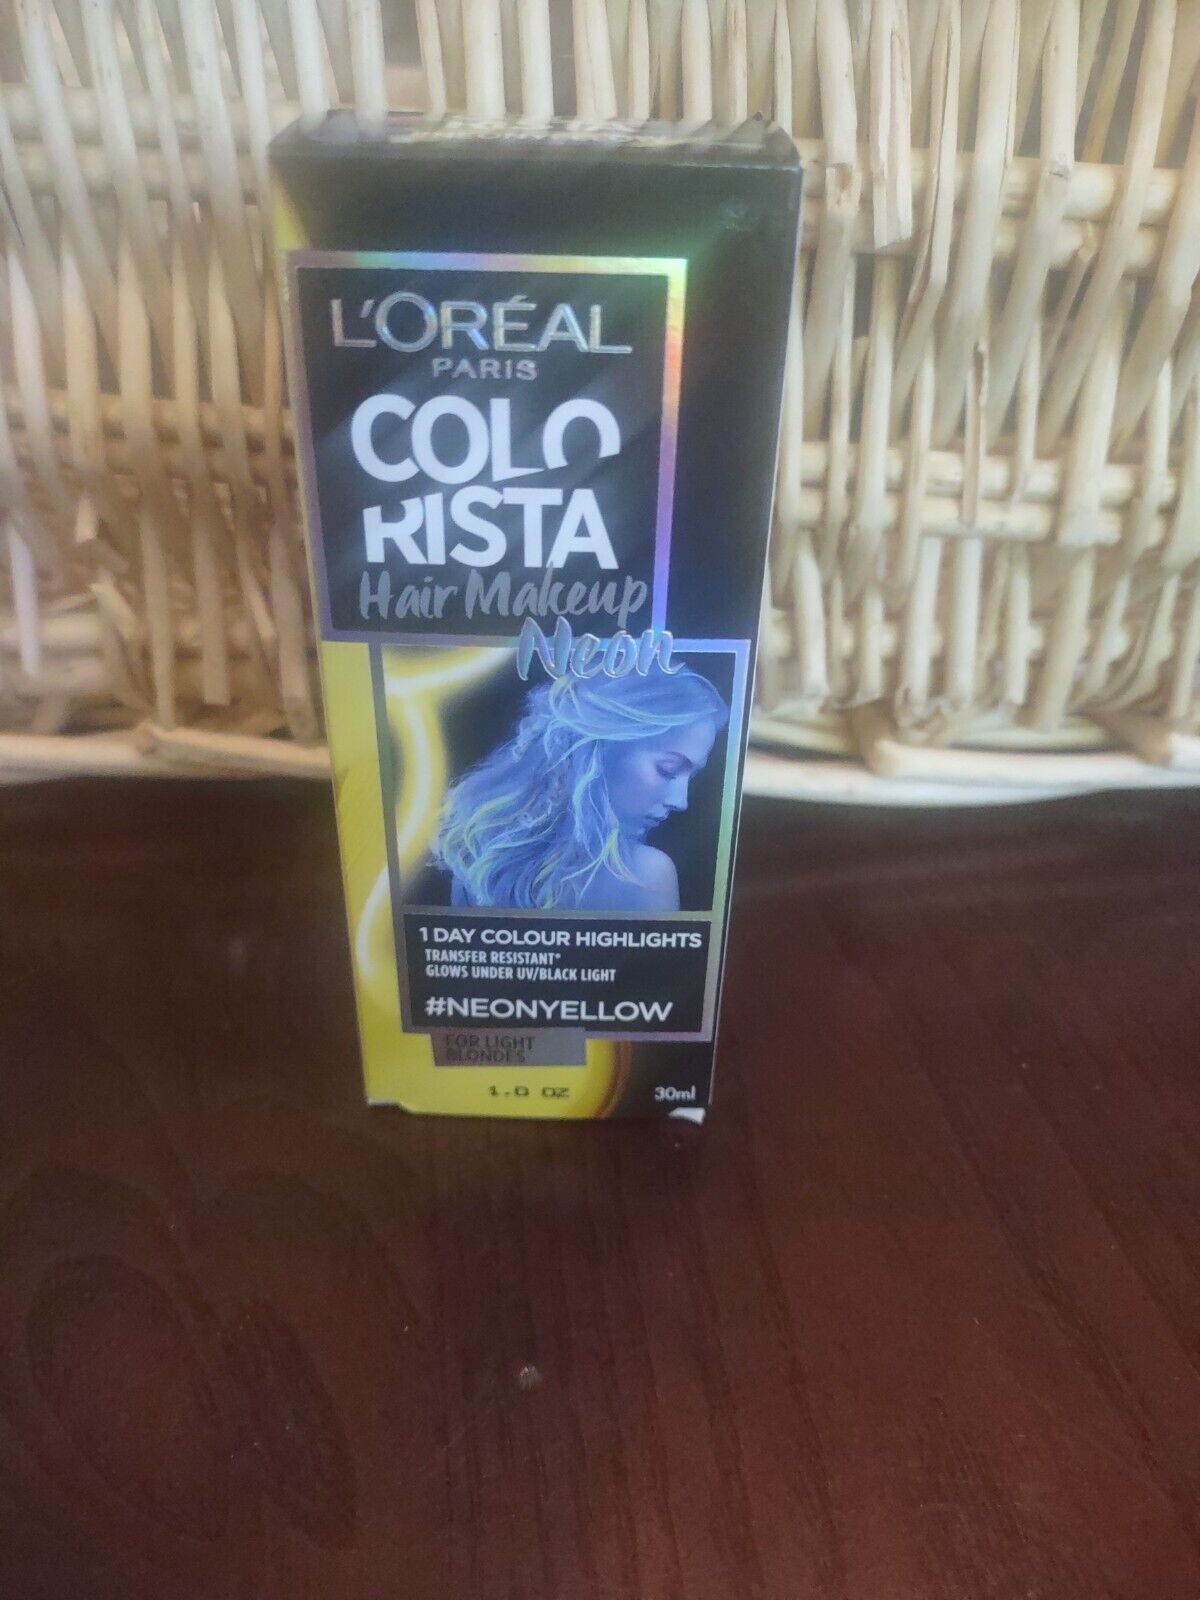 L'ORÉAL
PARIS
COLO
RISTA
Hair Makeup
Neon
1 DAY COLOUR HIGHLIGHTS
TRANSFER RESISTANT*
GLOWS UNDER UV/BLACK LIGHT
#NEONYELLOW
FOR LIGHT
BLONDES
1.0 OZ
30ml